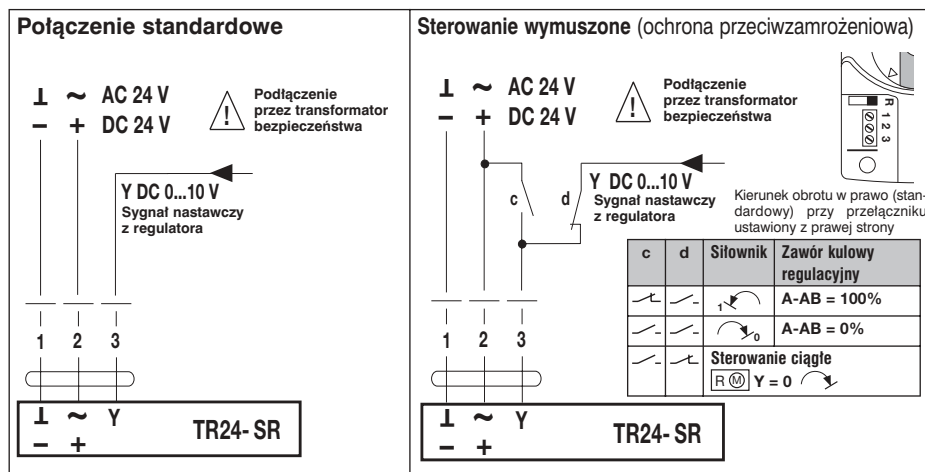 Połączenie standardowe
⊥ ~ AC 24 V
− + DC 24 V
Podłączenie
przez transformator
bezpieczeństwa
Y DC 0...10 V
Sygnał nastawczy
z regulatora
1 2 3
⊥ ~ Y
− +
TR24-SR
Sterowanie wymuszone (ochrona przeciwzamrożeniowa)
⊥ ~ AC 24 V
− + DC 24 V
Podłączenie
przez transformator
bezpieczeństwa
c d
Y DC 0...10 V
Sygnał nastawczy
z regulatora
R 1 2 3
Kierunek obrotu w prawo (stan-
dardowy) przy przełączniku
ustawiony z prawej strony
c d Siłownik Zawór kulowy
regulacyjny
1 A-AB = 100%
0 A-AB = 0%
Sterowanie ciągłe
R M Y = 0
1 2 3
⊥ ~ Y
− +
TR24-SR